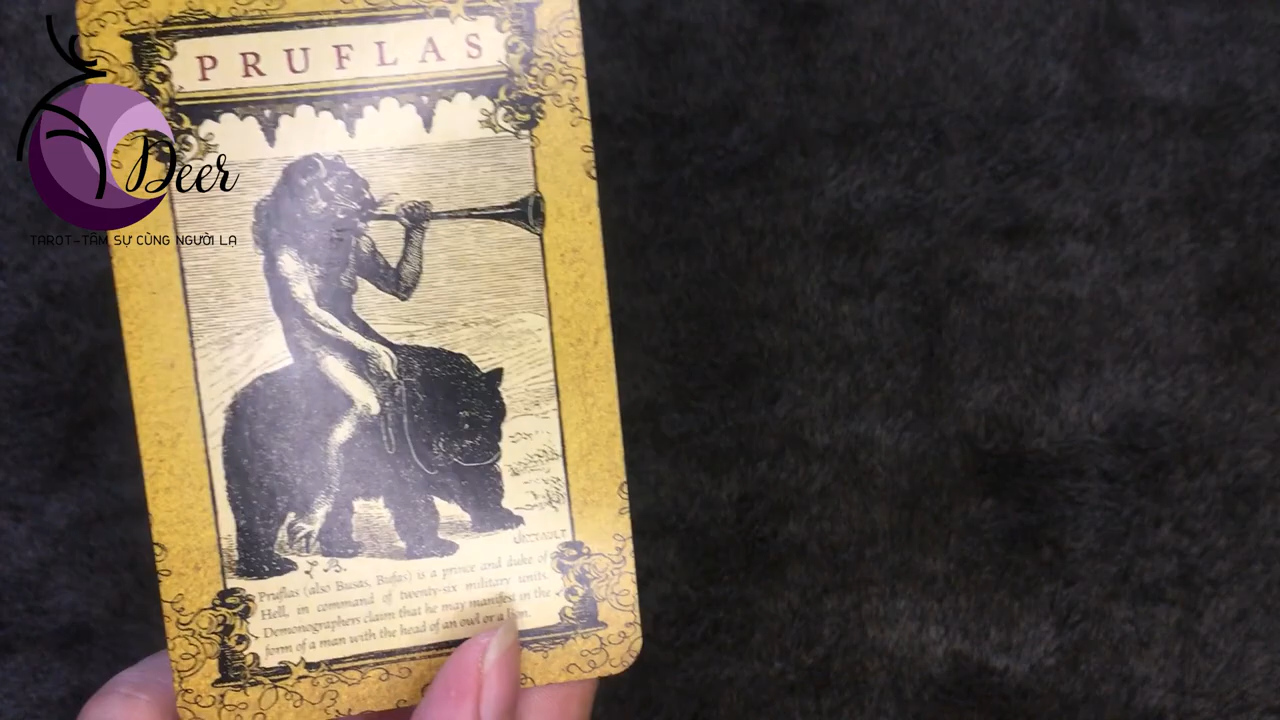 PRUFLAS
Deer
TAROT-TÂM SỰ CÙNG NGƯỜI LẠ
Pruflas (also Busas, Bufas) is a prince and duke of
Hell, in command of twenty-six military units.
Demonographers claim that he may manifest in the
form of a man with the head of an owl or a lion.